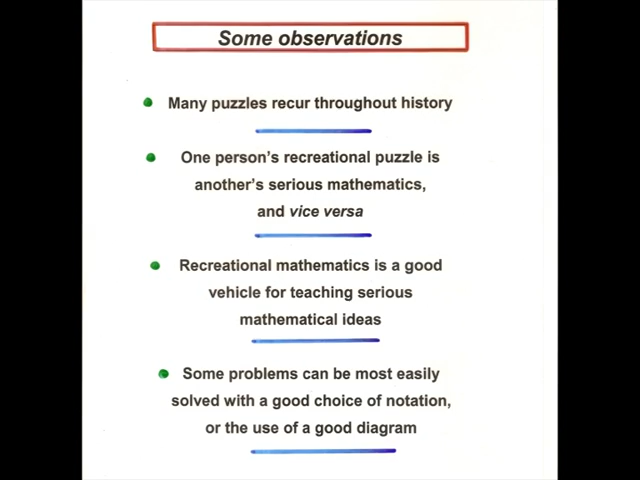 Some observations
Many puzzles recur throughout history
One person's recreational puzzle is
another's serious mathematics,
and vice versa
Recreational mathematics is a good
vehicle for teaching serious
mathematical ideas
Some problems can be most easily
solved with a good choice of notation,
or the use of a good diagram